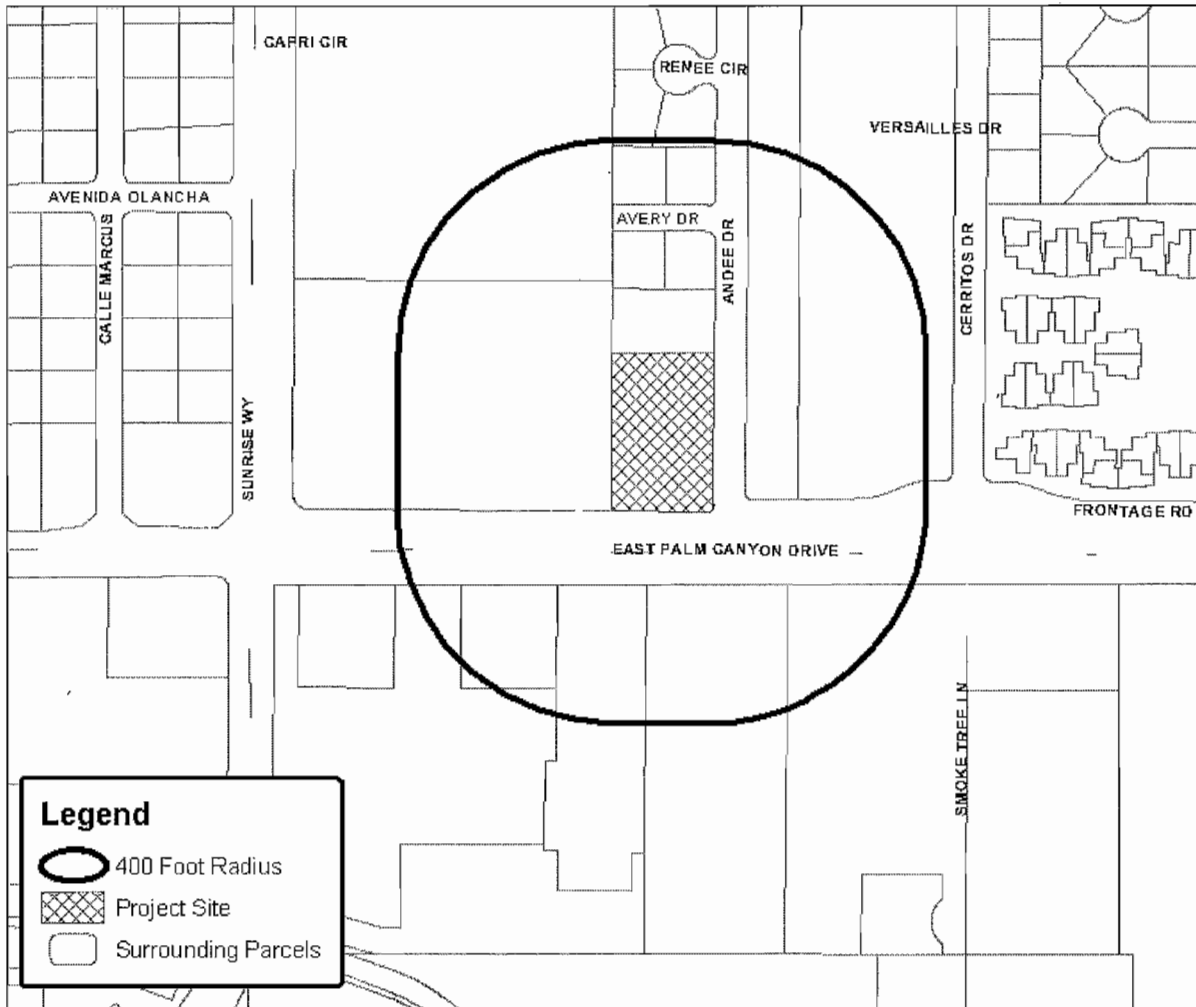 CAPRI CIR
RENEE CIR
VERSAILLES DR
AVENIDA OLANCHA
CALLE MARCUS
AVERY DR
ANDEE DR
CERRITOS DR
SUNRISE WY
FRONTAGE RD
EAST PALM CANYON DRIVE
SMOKE TREE LN
Legend
400 Foot Radius
Project Site
Surrounding Parcels